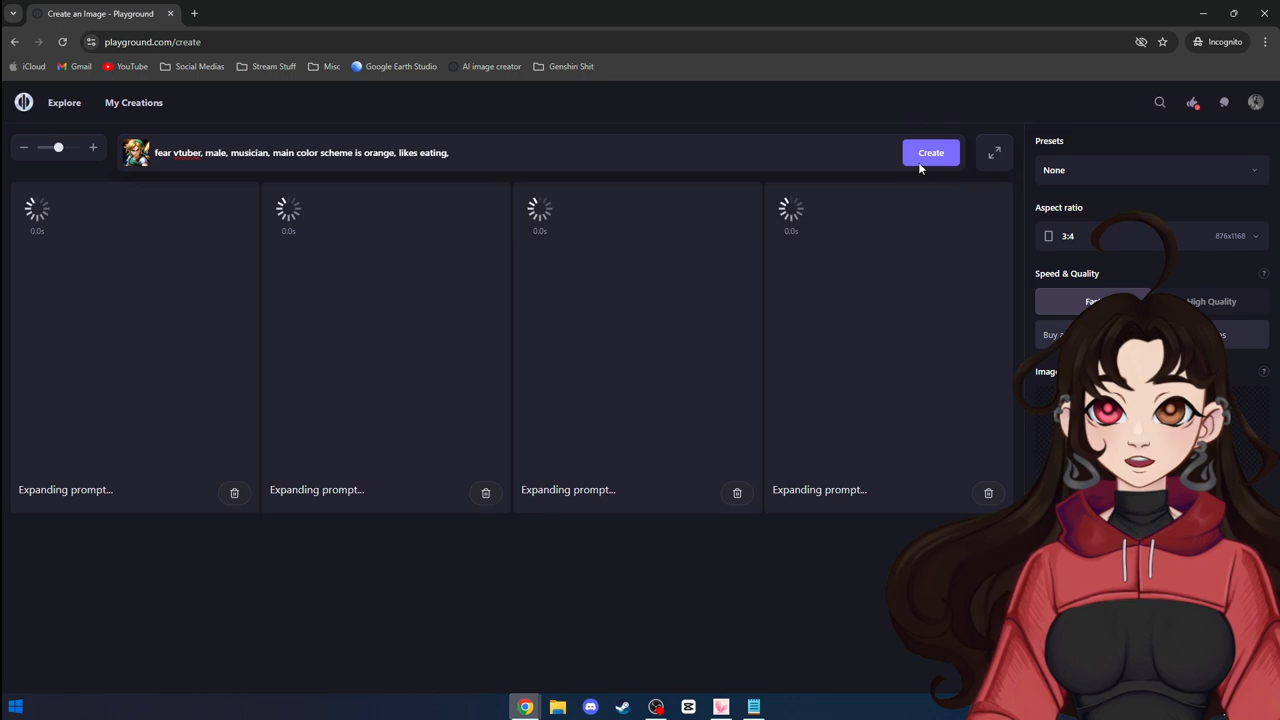 Create an Image - Playground
playground.com/create
Incognito
iCloud
Gmail
YouTube
Social Medias
Stream Stuff
Misc
Google Earth Studio
AI image creator
Genshin Shit
Explore
My Creations
fear vtuber, male, musician, main color scheme is orange, likes eating,
Create
Presets
None
Aspect ratio
3:4
876x1168
Speed & Quality
?
High Quality
?
0.0s
0.0s
0.0s
0.0s
Expanding prompt...
Expanding prompt...
Expanding prompt...
Expanding prompt...